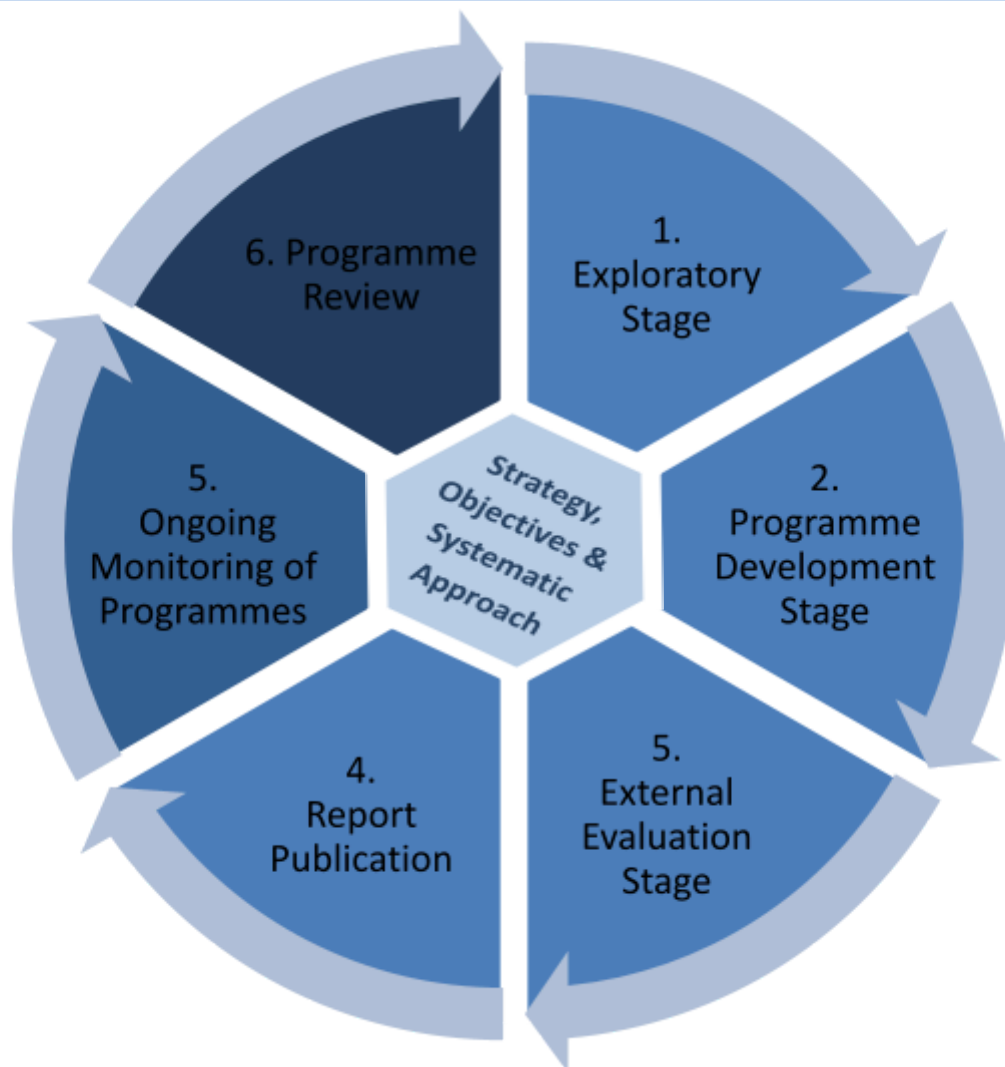 1.
Exploratory
Stage
2.
Programme
Development
Stage
5.
External
Evaluation
Stage
4.
Report
Publication
5.
Ongoing
Monitoring of
Programmes
6. Programme
Review
Strategy,
Objectives &
Systematic
Approach